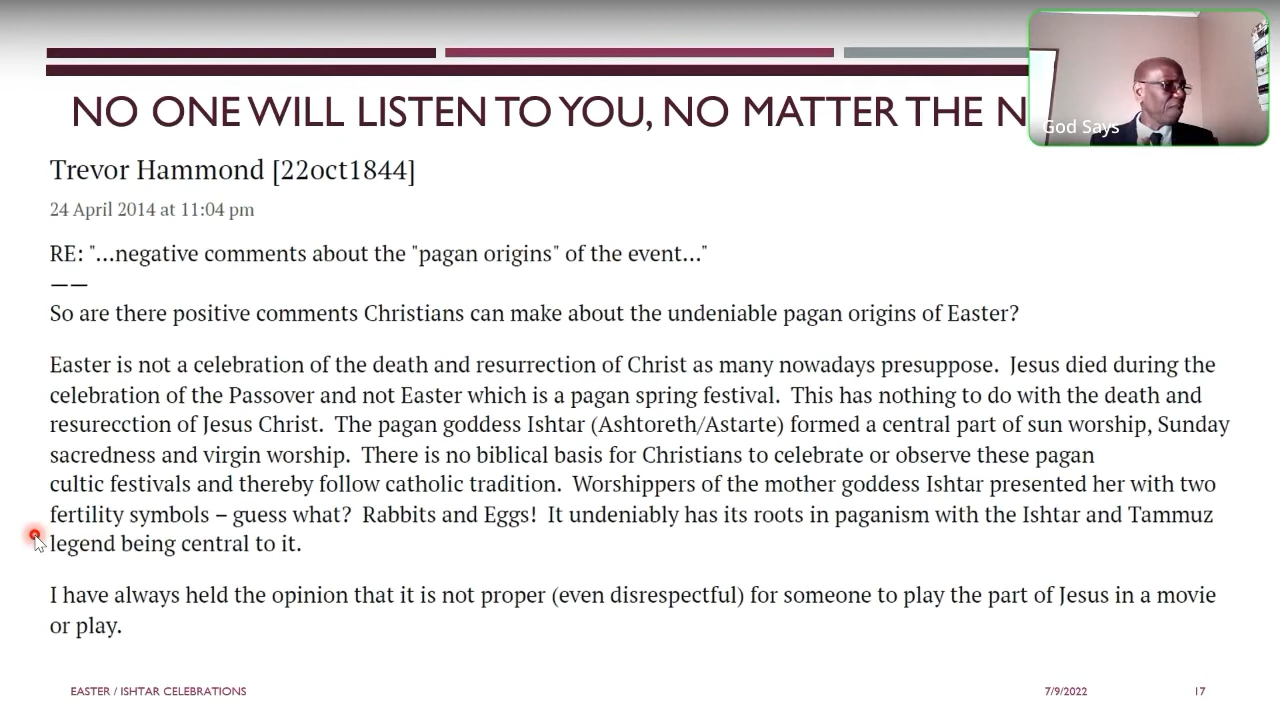 NO ONE WILL LISTEN TO YOU, NO MATTER THE N
God Says
Trevor Hammond [22oct1844]
24 April 2014 at 11:04 pm
RE: "...negative comments about the "pagan origins" of the event..."
——
So are there positive comments Christians can make about the undeniable pagan origins of Easter?
Easter is not a celebration of the death and resurrection of Christ as many nowadays presuppose.  Jesus died during the
celebration of the Passover and not Easter which is a pagan spring festival.  This has nothing to do with the death and
resurecction of Jesus Christ.  The pagan goddess Ishtar (Ashtoreth/Astarte) formed a central part of sun worship, Sunday
sacredness and virgin worship.  There is no biblical basis for Christians to celebrate or observe these pagan
cultic festivals and thereby follow catholic tradition.  Worshippers of the mother goddess Ishtar presented her with two
fertility symbols – guess what?  Rabbits and Eggs!  It undeniably has its roots in paganism with the Ishtar and Tammuz
legend being central to it.
I have always held the opinion that it is not proper (even disrespectful) for someone to play the part of Jesus in a movie
or play.
EASTER / ISHTAR CELEBRATIONS
7/9/2022
17